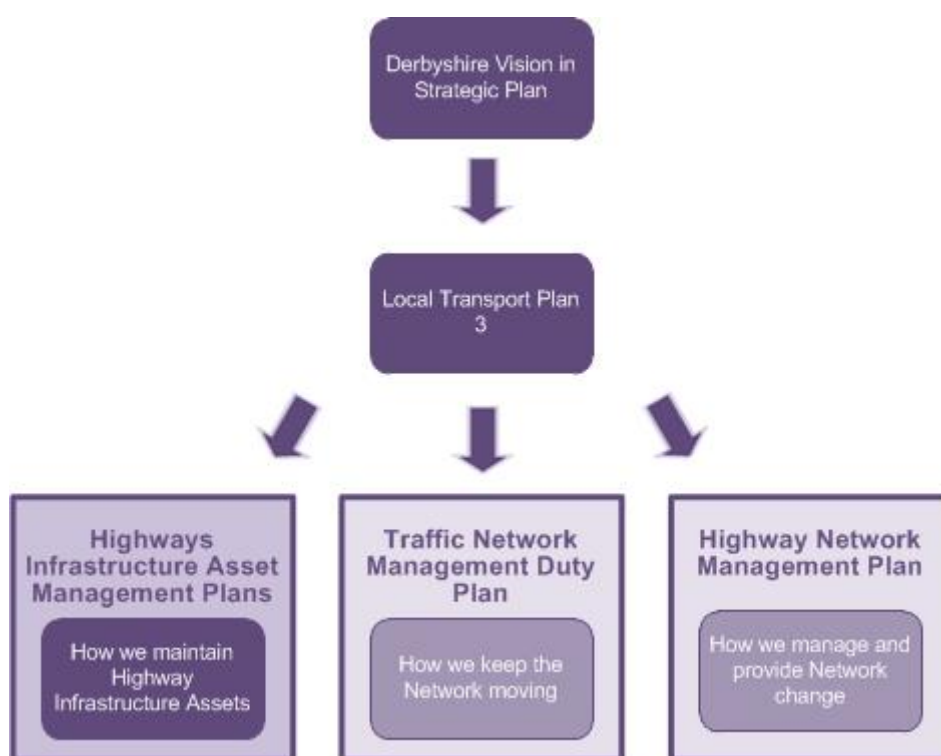 Derbyshire Vision in
Strategic Plan
Local Transport Plan
3
Highways
Infrastructure Asset
Management Plans
How we maintain
Highway
Infrastructure Assets
Traffic Network
Management Duty
Plan
How we keep the
Network moving
Highway Network
Management Plan
How we manage and
provide Network
change